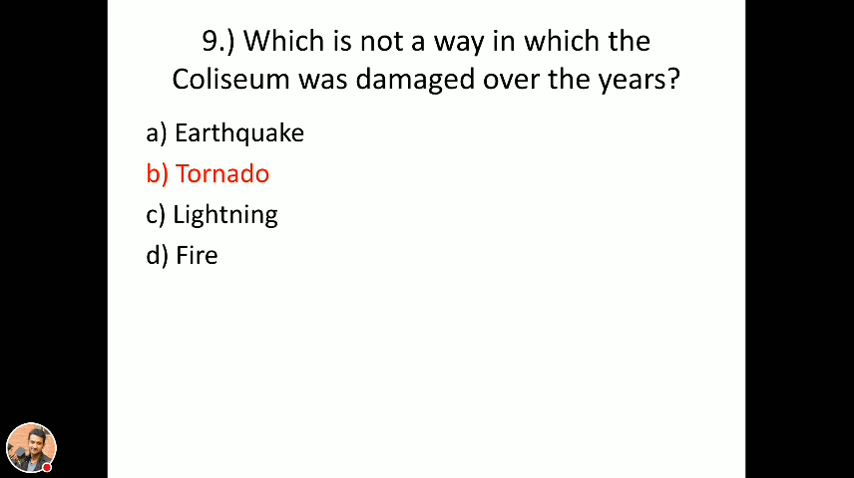 9.) Which is not a way in which the
Coliseum was damaged over the years?
a) Earthquake
b) Tornado
c) Lightning
d) Fire